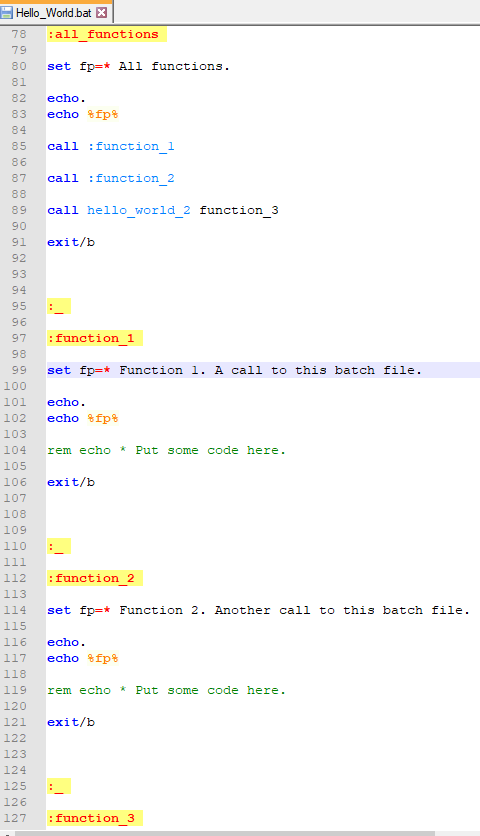 Hello_World.bat
78 :all_functions
79
80 set fp=* All functions.
81
82 echo.
83 echo %fp%
84
85 call :function_1
86
87 call :function_2
88
89 call hello_world_2 function_3
90
91 exit/b
92
93
94
95 :_
96
97 :function_1
98
99 set fp=* Function 1. A call to this batch file.
100
101 echo.
102 echo %fp%
103
104 rem echo * Put some code here.
105
106 exit/b
107
108
109
110 :_
111
112 :function_2
113
114 set fp=* Function 2. Another call to this batch file.
115
116 echo.
117 echo %fp%
118
119 rem echo * Put some code here.
120
121 exit/b
122
123
124
125 :_
126
127 :function_3